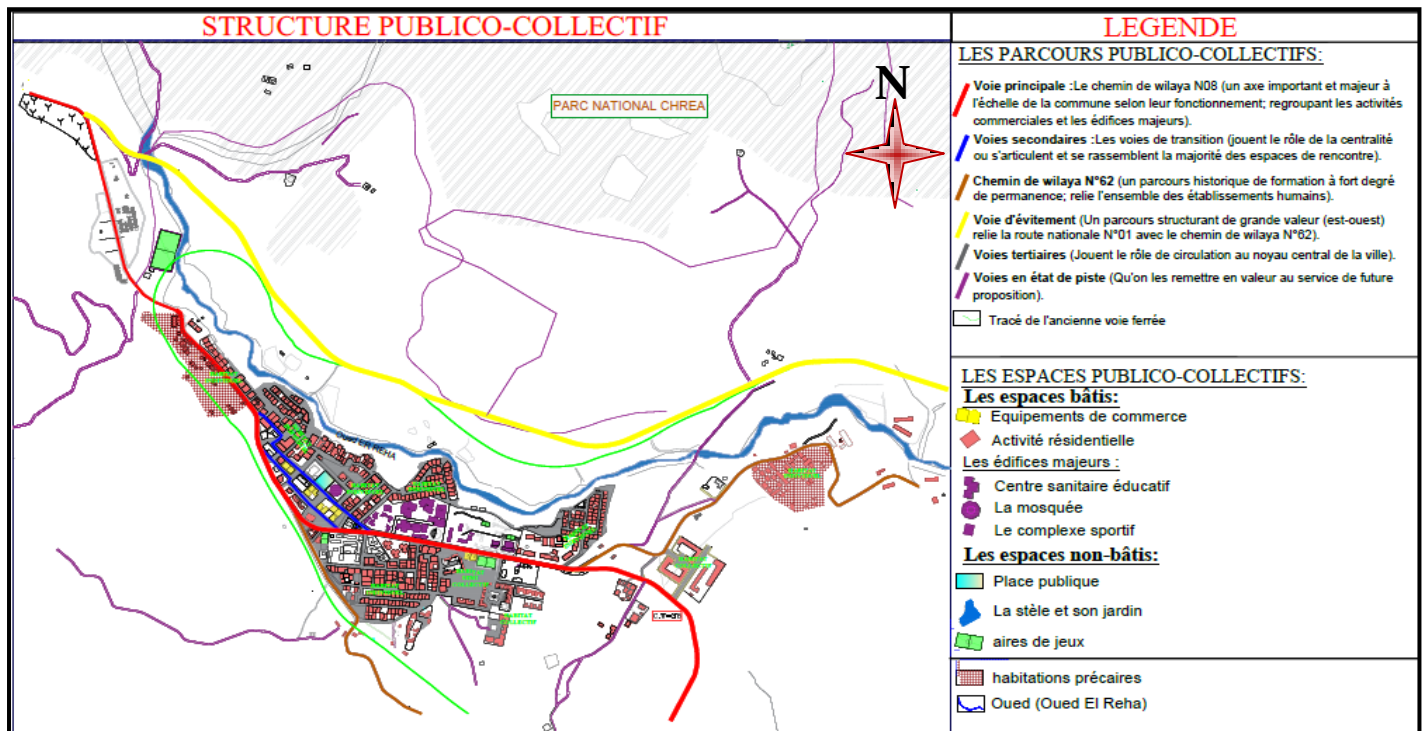 STRUCTURE PUBLICO-COLLECTIF
PARC NATIONAL CHREA
N
OUED ER REHA
HABITAT
COLLECTIF
LEGENDE
LES PARCOURS PUBLICO-COLLECTIFS:
Voie principale :Le chemin de wilaya N08 (un axe important et majeur à
l'échelle de la commune selon leur fonctionnement; regroupant les activités
commerciales et les édifices majeurs).
Voies secondaires :Les voies de transition (jouent le rôle de la centralité
ou s'articulent et se rassemblent la majorité des espaces de rencontre).
Chemin de wilaya N°62 (un parcours historique de formation à fort degré
de permanence; relie l'ensemble des établissements humains).
Voie d'évitement (Un parcours structurant de grande valeur (est-ouest)
relie la route nationale N°01 avec le chemin de wilaya N°62).
Voies tertiaires (Jouent le rôle de circulation au noyau central de la ville).
Voies en état de piste (Qu'on les remettre en valeur au service de future
proposition).
Tracé de l'ancienne voie ferrée
LES ESPACES PUBLICO-COLLECTIFS:
Les espaces bâtis:
Equipements de commerce
Activité résidentielle
Les édifices majeurs :
Centre sanitaire éducatif
La mosquée
Le complexe sportif
Les espaces non-bâtis:
Place publique
La stèle et son jardin
aires de jeux
habitations précaires
Oued (Oued El Reha)